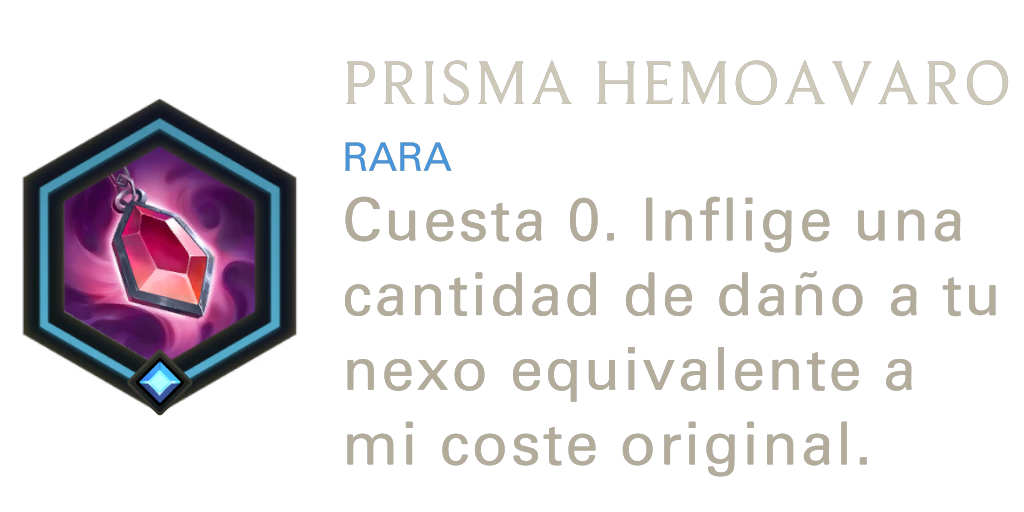 PRISMA HEMOAVARO
RARA
Cuesta 0. Inflige una
cantidad de daño a tu
nexo equivalente a
mi coste original.